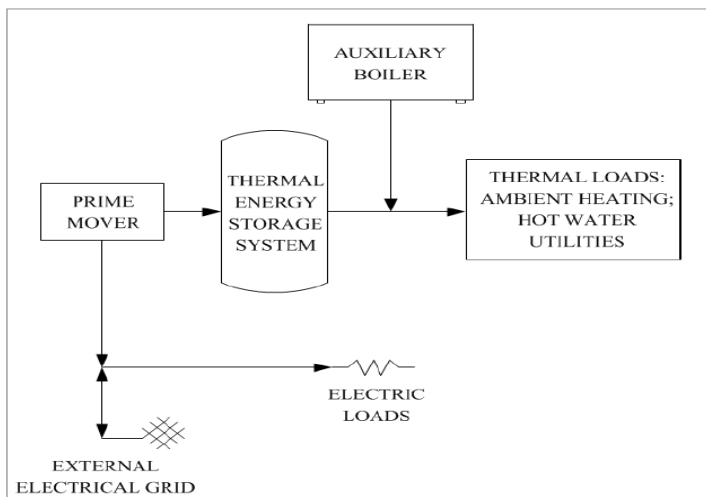 AUXILIARY
BOILER
THERMAL
ENERGY
STORAGE
SYSTEM
PRIME
MOVER
THERMAL LOADS:
AMBIENT HEATING;
HOT WATER
UTILITIES
ELECTRIC
LOADS
EXTERNAL
ELECTRICAL GRID